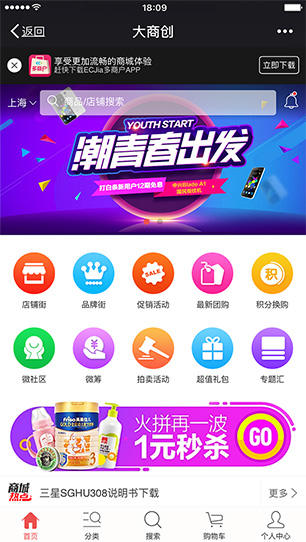 18:09
返回
大商创
享受更加流畅的商城体验
赶快下载ECJia多商户APP
立即下载
多商户
上海
商品/店铺搜索
YOUTH START
潮青春出发
打白条新用户12期免息
中兴Blade A1
国民指纹机
店铺街
品牌街
SALE
促销活动
最新团购
积
积分换购
微社区
微筹
拍卖活动
超值礼包
专题汇
火拼再一波
1元秒杀
GO
商城
热点
三星SGHU308说明书下载
更多
首页
分类
搜索
购物车
个人中心